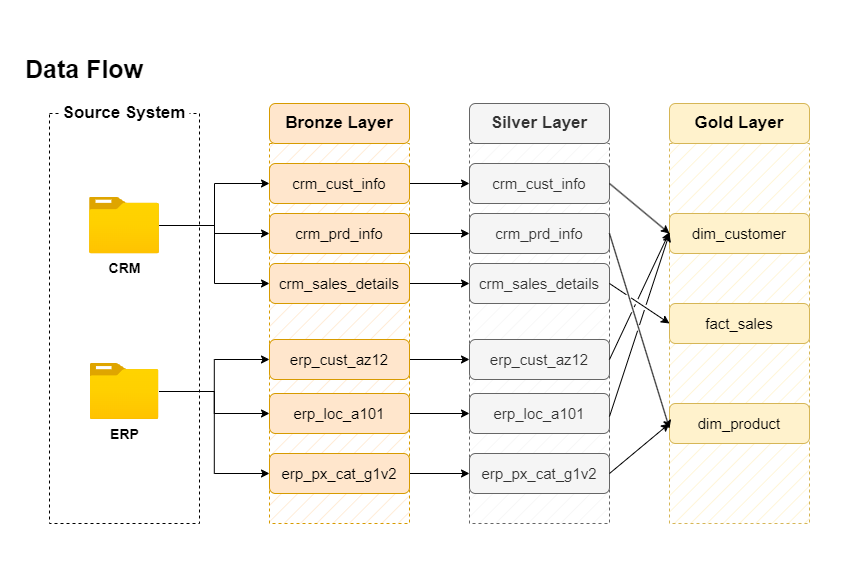 Data Flow
Source System
Bronze Layer
Silver Layer
Gold Layer
CRM
crm_cust_info
crm_cust_info
crm_prd_info
crm_prd_info
dim_customer
crm_sales_details
crm_sales_details
fact_sales
ERP
erp_cust_az12
erp_cust_az12
erp_loc_a101
erp_loc_a101
dim_product
erp_px_cat_g1v2
erp_px_cat_g1v2